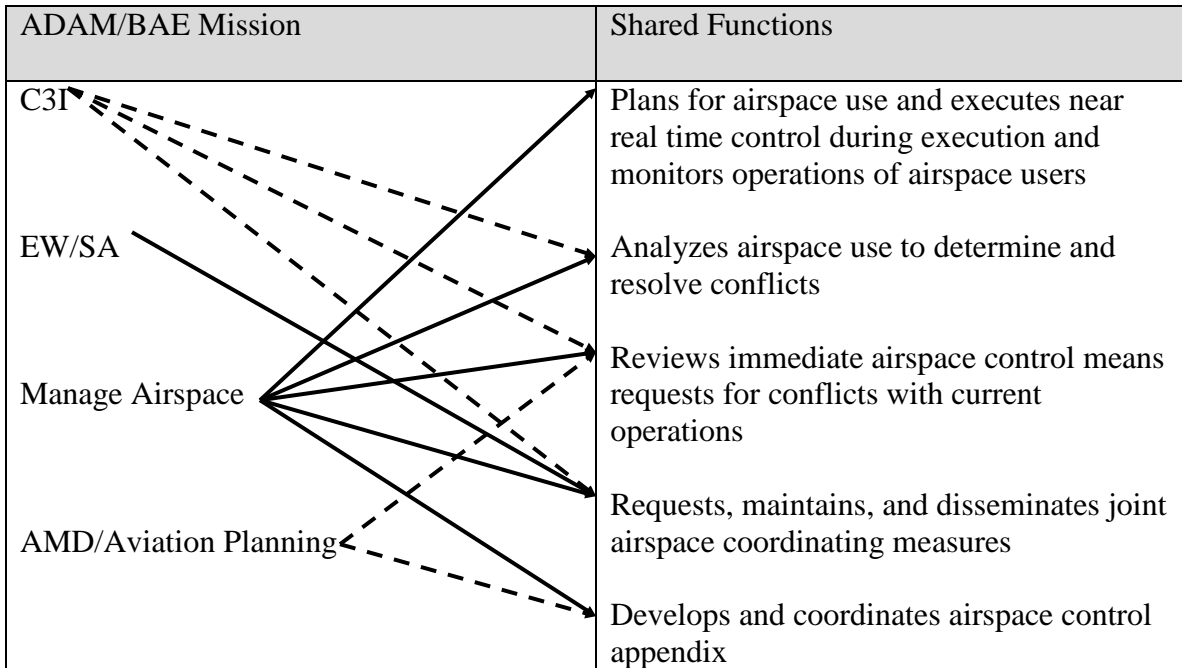 ADAM/BAE Mission
Shared Functions
C3I
EW/SA
Manage Airspace
AMD/Aviation Planning
Plans for airspace use and executes near
real time control during execution and
monitors operations of airspace users
Analyzes airspace use to determine and
resolve conflicts
Reviews immediate airspace control means
requests for conflicts with current
operations
Requests, maintains, and disseminates joint
airspace coordinating measures
Develops and coordinates airspace control
appendix